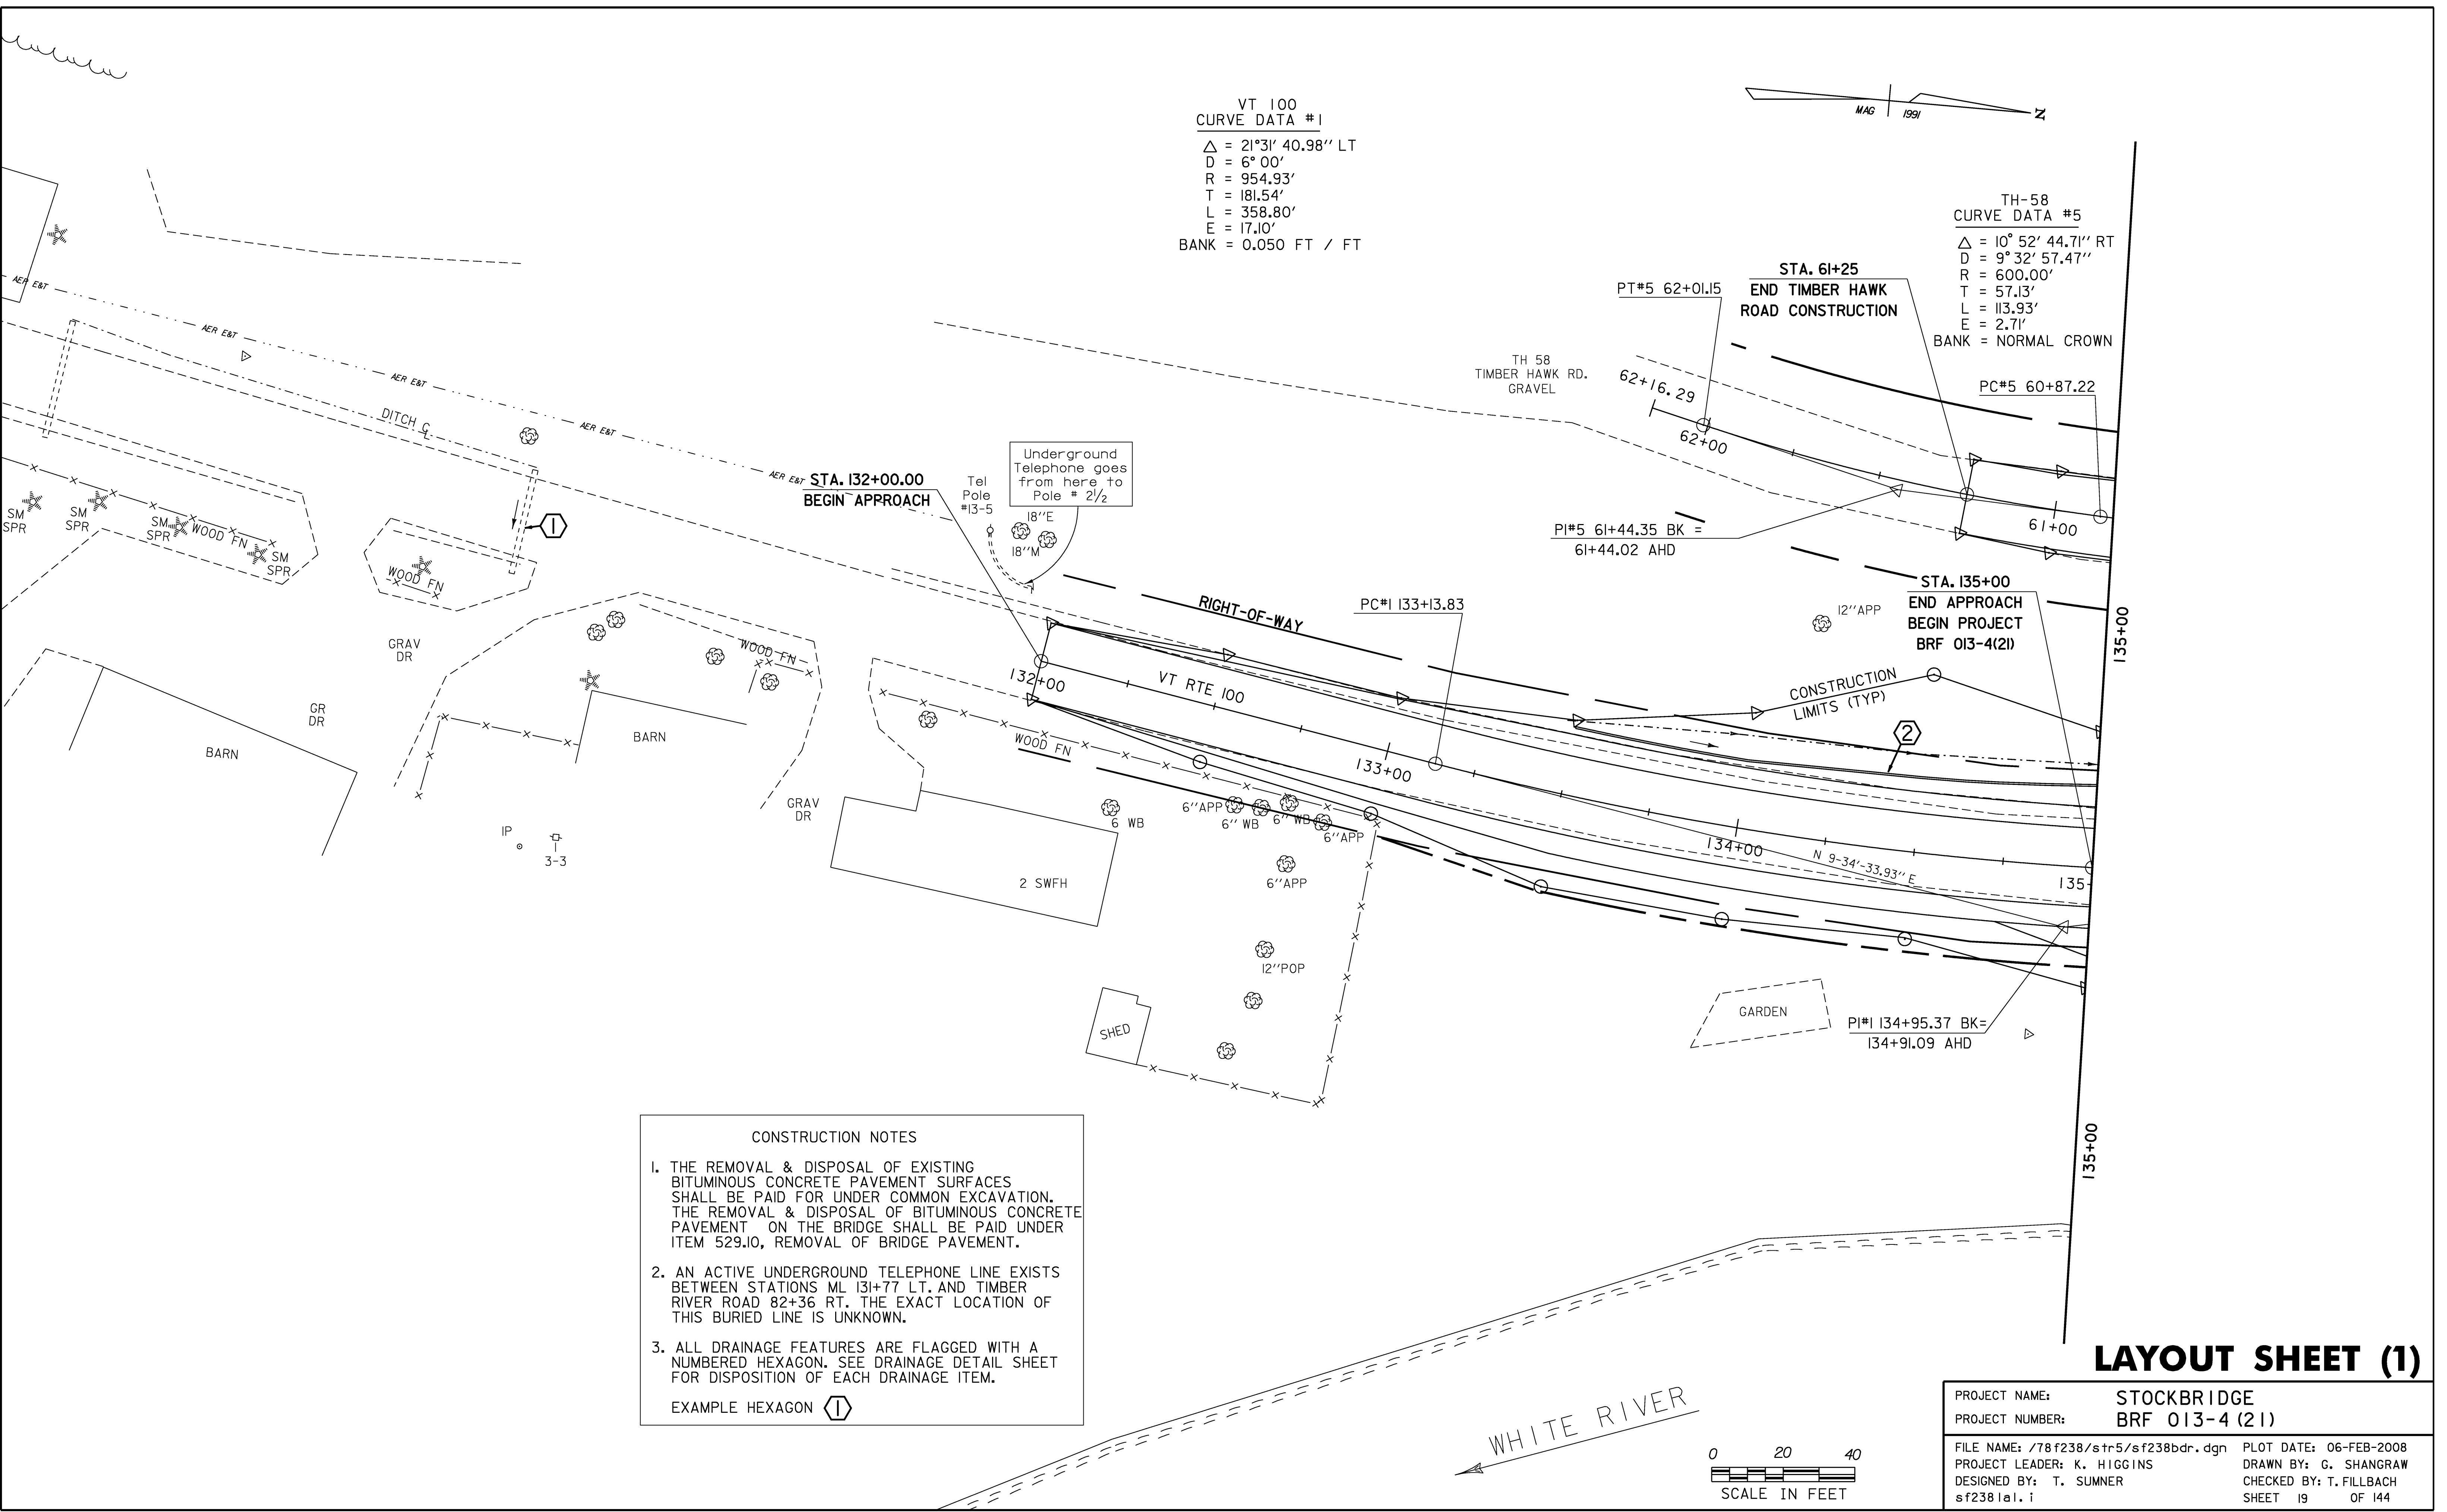 VT 100
CURVE DATA #1
△ = 21°31' 40.98" LT
D = 6° 00'
R = 954.93'
T = 181.54'
L = 358.80'
E = 17.10'
BANK = 0.050 FT / FT
MAG 1991
N
TH-58
CURVE DATA #5
△ = 10° 52' 44.71" RT
D = 9° 32' 57.47"
R = 600.00'
T = 57.13'
L = 113.93'
E = 2.71'
BANK = NORMAL CROWN
STA. 61+25
END TIMBER HAWK
ROAD CONSTRUCTION
PT#5 62+01.15
PC#5 60+87.22
TH 58
TIMBER HAWK RD.
GRAVEL
62+16.29
62+00
61+00
PI#5 61+44.35 BK =
61+44.02 AHD
AER E&T
AER E&T
AER E&T
AER E&T
AER E&T
DITCH CL
STA. 132+00.00
BEGIN APPROACH
Tel
Pole
#13-5
Underground
Telephone goes
from here to
Pole # 2½
18"E
18"M
SM
SPR
SM
SPR
SM
SPR
WOOD FN
SM
SPR
1
WOOD FN
GRAV
DR
WOOD FN
GR
DR
BARN
BARN
GRAV
DR
IP
3-3
RIGHT-OF-WAY
PC#1 133+13.83
12"APP
STA. 135+00
END APPROACH
BEGIN PROJECT
BRF 013-4(21)
135+00
132+00
VT RTE 100
CONSTRUCTION
LIMITS (TYP)
2
WOOD FN
133+00
6 WB
6"APP
6" WB
6" WB
6"APP
134+00
N 9-34'-33.93" E
135
2 SWFH
6"APP
12"POP
SHED
GARDEN
PI#1 134+95.37 BK=
134+91.09 AHD
135+00
CONSTRUCTION NOTES
1. THE REMOVAL & DISPOSAL OF EXISTING
BITUMINOUS CONCRETE PAVEMENT SURFACES
SHALL BE PAID FOR UNDER COMMON EXCAVATION.
THE REMOVAL & DISPOSAL OF BITUMINOUS CONCRETE
PAVEMENT ON THE BRIDGE SHALL BE PAID UNDER
ITEM 529.10, REMOVAL OF BRIDGE PAVEMENT.
2. AN ACTIVE UNDERGROUND TELEPHONE LINE EXISTS
BETWEEN STATIONS ML 131+77 LT. AND TIMBER
RIVER ROAD 82+36 RT. THE EXACT LOCATION OF
THIS BURIED LINE IS UNKNOWN.
3. ALL DRAINAGE FEATURES ARE FLAGGED WITH A
NUMBERED HEXAGON. SEE DRAINAGE DETAIL SHEET
FOR DISPOSITION OF EACH DRAINAGE ITEM.
EXAMPLE HEXAGON 1
WHITE RIVER
0 20 40
SCALE IN FEET
LAYOUT SHEET (1)
PROJECT NAME: STOCKBRIDGE
PROJECT NUMBER: BRF 013-4 (21)
FILE NAME: /78f238/str5/sf238bdr.dgn PLOT DATE: 06-FEB-2008
PROJECT LEADER: K. HIGGINS DRAWN BY: G. SHANGRAW
DESIGNED BY: T. SUMNER CHECKED BY: T. FILLBACH
sf2381a1.i SHEET 19 OF 144